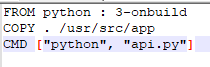 FROM python : 3-onbuild
COPY . /usr/src/app
CMD ["python", "api.py"]